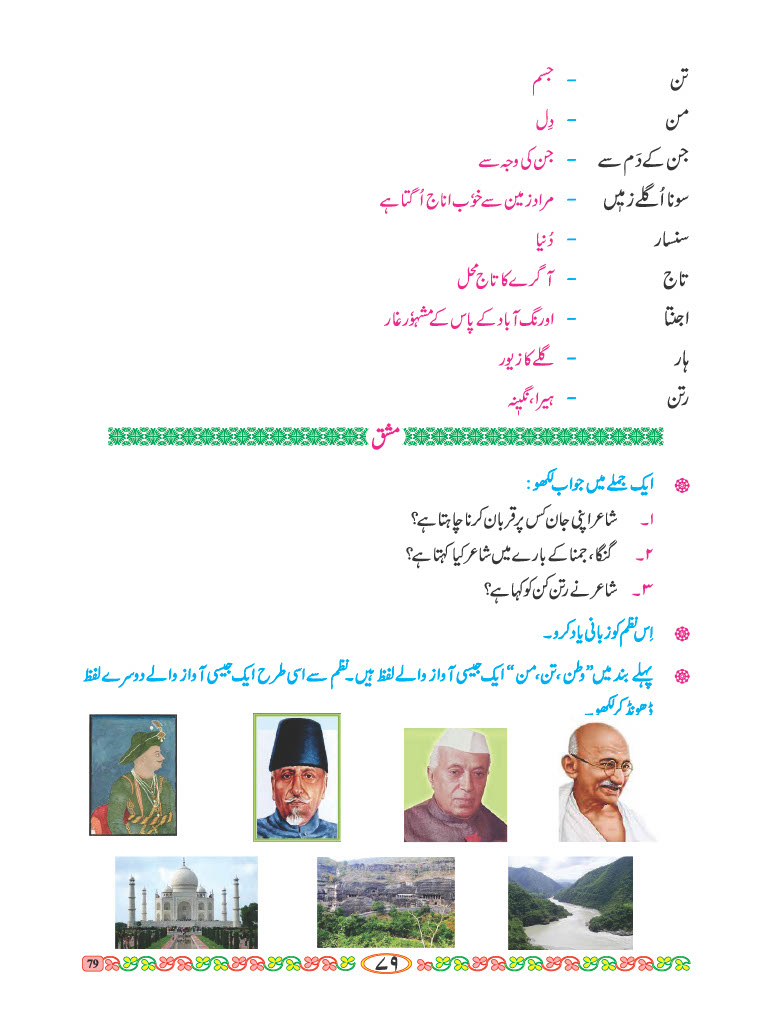 تن - جسم
من - دِل
جن کے دَم سے - جن کی وجہ سے
سونا اُگلے زمیٖں - مراد زمین سے خوٗب اناج اُگتا ہے
سنسار - دُنیا
تاج - آگرے کا تاج محل
اجنتا - اورنگ آباد کے پاس کے مشہوٗر غار
ہار - گلے کا زیور
رتن - ہیرا، نگیٖنہ
مشق
ایک جملے میں جواب لکھو :
۱۔ شاعر اپنی جان کس پر قربان کرنا چاہتا ہے؟
۲۔ گنگا، جمنا کے بارے میں شاعر کیا کہتا ہے؟
۳۔ شاعر نے رتن کن کو کہا ہے؟
اِس نظم کو زبانی یاد کرو۔
پہلے بند میں ”وطن، تن، من“ ایک جیسی آواز والے لفظ ہیں۔ نظم سے اسی طرح ایک جیسی آواز والے دوسرے لفظ
ڈھونڈ کر لکھو۔
79
۷۹